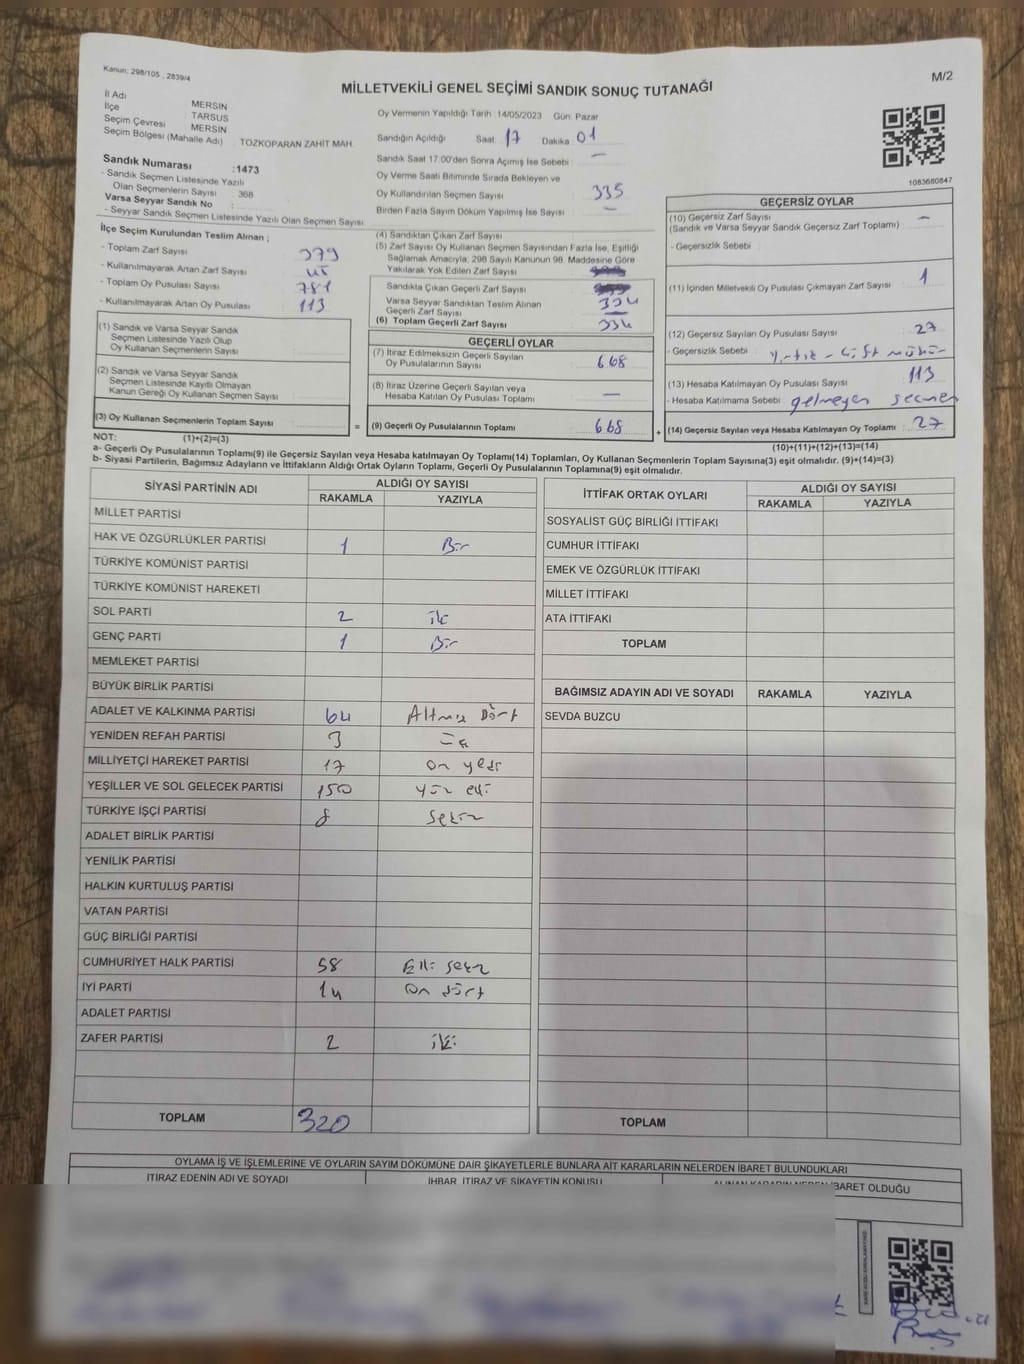 Kanun: 298/105 , 2839/4
M/2
MİLLETVEKİLİ GENEL SEÇİMİ SANDIK SONUÇ TUTANAĞI
İl Adı MERSIN
İlçe TARSUS
Seçim Çevresi MERSIN
Seçim Bölgesi (Mahalle Adı) TOZKOPARAN ZAHİT MAH.
Sandık Numarası :1473
- Sandık Seçmen Listesinde Yazılı
Olan Seçmenlerin Sayısı : 368
Varsa Seyyar Sandık No :
- Seyyar Sandık Seçmen Listesinde Yazılı Olan Seçmen Sayısı
İlçe Seçim Kurulundan Teslim Alınan ;
- Toplam Zarf Sayısı 379
- Kullanılmayarak Artan Zarf Sayısı 45
- Toplam Oy Pusulası Sayısı 781
- Kullanılmayarak Artan Oy Pusulası 113
(1) Sandık ve Varsa Seyyar Sandık
Seçmen Listesinde Yazılı Olup
Oy Kullanan Seçmenlerin Sayısı
(2) Sandık ve Varsa Seyyar Sandık
Seçmen Listesinde Kayıtlı Olmayan
Kanun Gereği Oy Kullanan Seçmen Sayısı
(3) Oy Kullanan Seçmenlerin Toplam Sayısı =
Oy Vermenin Yapıldığı Tarih :14/05/2023 Gün: Pazar
Sandığın Açıldığı Saat 17 Dakika 01
Sandık Saat 17:00'den Sonra Açılmış İse Sebebi : —
Oy Verme Saati Bitiminde Sırada Bekleyen ve
Oy Kullandırılan Seçmen Sayısı 335
Birden Fazla Sayım Döküm Yapılmış İse Sayısı —
(4) Sandıktan Çıkan Zarf Sayısı
(5) Zarf Sayısı Oy Kullanan Seçmen Sayısından Fazla İse, Eşitliği
Sağlamak Amacıyla, 298 Sayılı Kanunun 98. Maddesine Göre
Yakılarak Yok Edilen Zarf Sayısı
Sandıkta Çıkan Geçerli Zarf Sayısı
Varsa Seyyar Sandıktan Teslim Alınan
Geçerli Zarf Sayısı : 334
(6) Toplam Geçerli Zarf Sayısı 334
GEÇERLİ OYLAR
(7) İtiraz Edilmeksizin Geçerli Sayılan
Oy Pusulalarının Sayısı 668
(8) İtiraz Üzerine Geçerli Sayılan veya
Hesaba Katılan Oy Pusulası Toplamı —
(9) Geçerli Oy Pusulalarının Toplamı 668 +
1083680847
GEÇERSİZ OYLAR
(10) Geçersiz Zarf Sayısı —
(Sandık ve Varsa Seyyar Sandık Geçersiz Zarf Toplamı)
- Geçersizlik Sebebi :
(11) İçinden Milletvekili Oy Pusulası Çıkmayan Zarf Sayısı 1
(12) Geçersiz Sayılan Oy Pusulası Sayısı 27
- Geçersizlik Sebebi : Yırtık - Çift mühür
(13) Hesaba Katılmayan Oy Pusulası Sayısı 113
- Hesaba Katılmama Sebebi gelmeyen seçmen
(14) Geçersiz Sayılan veya Hesaba Katılmayan Oy Toplamı 27
NOT: (1)+(2)=(3) (10)+(11)+(12)+(13)=(14)
a- Geçerli Oy Pusulalarının Toplamı(9) ile Geçersiz Sayılan veya Hesaba katılmayan Oy Toplamı(14) Toplamları, Oy Kullanan Seçmenlerin Toplam Sayısına(3) eşit olmalıdır. (9)+(14)=(3)
b- Siyasi Partilerin, Bağımsız Adayların ve İttifakların Aldığı Ortak Oyların Toplamı, Geçerli Oy Pusulalarının Toplamına(9) eşit olmalıdır.
SİYASİ PARTİNİN ADI ALDIĞI OY SAYISI
RAKAMLA YAZIYLA
MİLLET PARTİSİ
HAK VE ÖZGÜRLÜKLER PARTİSİ 1 Bir
TÜRKİYE KOMÜNİST PARTİSİ
TÜRKİYE KOMÜNİST HAREKETİ
SOL PARTİ 2 iki
GENÇ PARTİ 1 Bir
MEMLEKET PARTİSİ
BÜYÜK BİRLİK PARTİSİ
ADALET VE KALKINMA PARTİSİ 64 Altmış Dört
YENİDEN REFAH PARTİSİ 3 Üç
MİLLİYETÇİ HAREKET PARTİSİ 17 on yedi
YEŞİLLER VE SOL GELECEK PARTİSİ 150 yüz elli
TÜRKİYE İŞÇİ PARTİSİ 8 Sekiz
ADALET BİRLİK PARTİSİ
YENİLİK PARTİSİ
HALKIN KURTULUŞ PARTİSİ
VATAN PARTİSİ
GÜÇ BİRLİĞİ PARTİSİ
CUMHURİYET HALK PARTİSİ 58 Elli sekiz
İYİ PARTİ 14 On dört
ADALET PARTİSİ
ZAFER PARTİSİ 2 iki
TOPLAM 320
İTTİFAK ORTAK OYLARI ALDIĞI OY SAYISI
RAKAMLA YAZIYLA
SOSYALİST GÜÇ BİRLİĞİ İTTİFAKI
CUMHUR İTTİFAKI
EMEK VE ÖZGÜRLÜK İTTİFAKI
MİLLET İTTİFAKI
ATA İTTİFAKI
TOPLAM
BAĞIMSIZ ADAYIN ADI VE SOYADI RAKAMLA YAZIYLA
SEVDA BUZCU
TOPLAM
OYLAMA İŞ VE İŞLEMLERİNE VE OYLARIN SAYIM DÖKÜMÜNE DAİR ŞİKAYETLERLE BUNLARA AİT KARARLARIN NELERDEN İBARET BULUNDUKLARI
İTİRAZ EDENİN ADI VE SOYADI İHBAR, İTİRAZ VE ŞİKAYETİN KONUSU ALINAN KARARIN NEDEN İBARET OLDUĞU